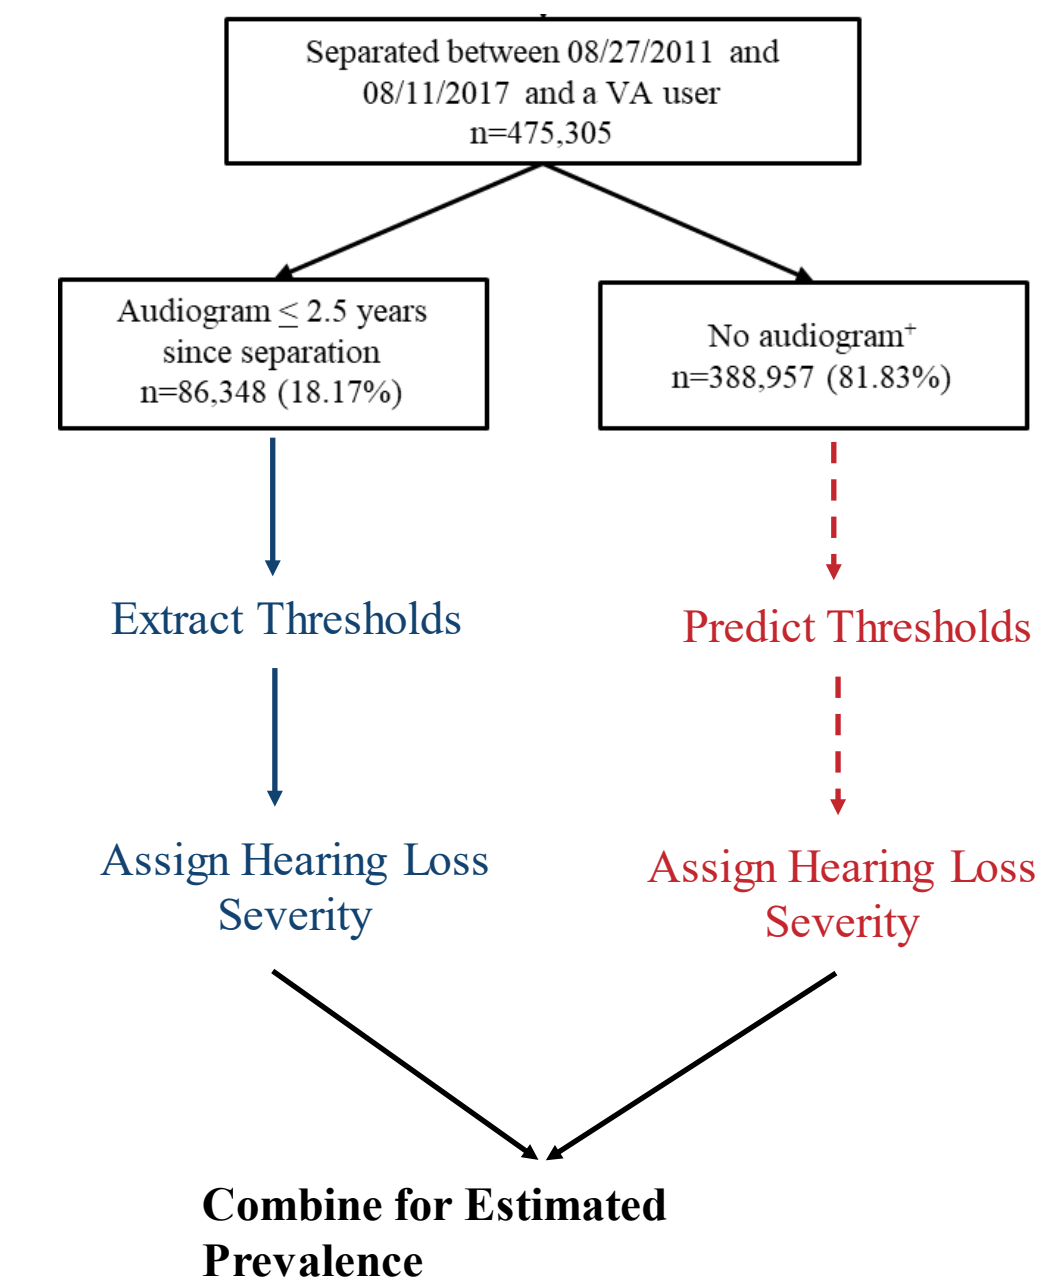 Separated between 08/27/2011 and
08/11/2017 and a VA user
n=475,305
Audiogram ≤ 2.5 years
since separation
n=86,348 (18.17%)
No audiogram⁺
n=388,957 (81.83%)
Extract Thresholds
Predict Thresholds
Assign Hearing Loss
Severity
Assign Hearing Loss
Severity
Combine for Estimated
Prevalence